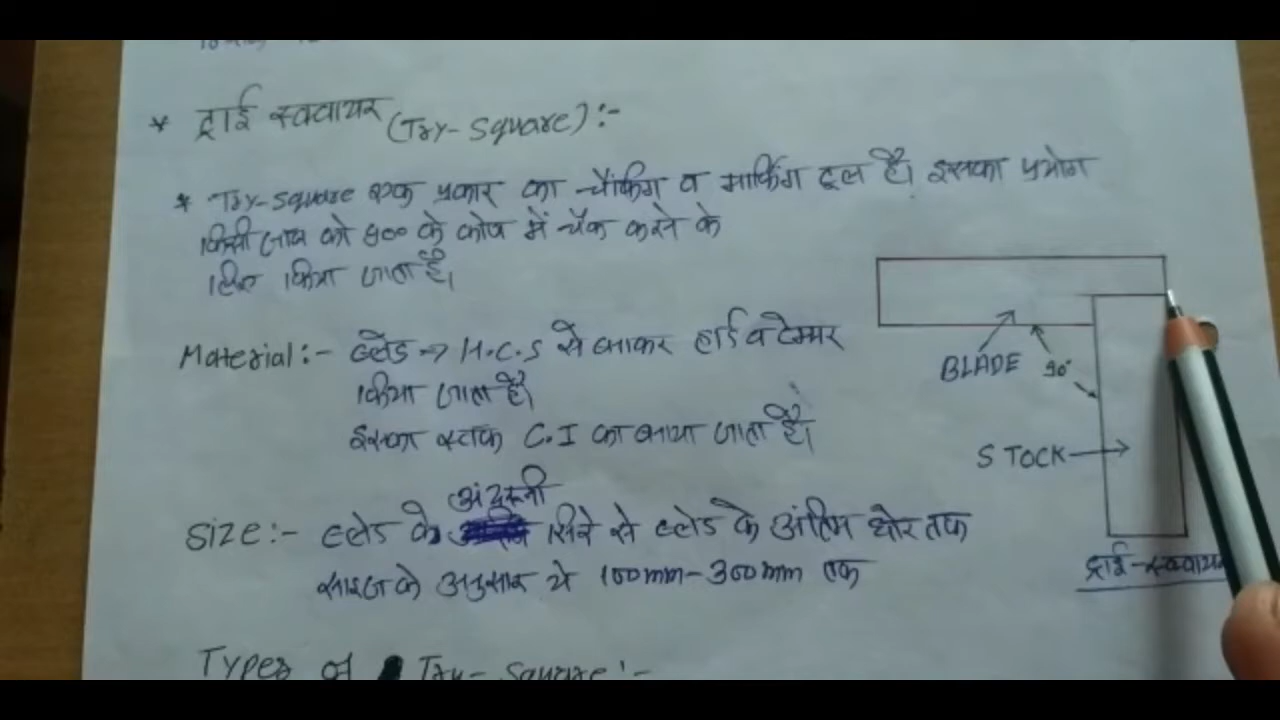 * ट्राई स्क्वायर (Try-Square):-
* Try-square एक प्रकार का चैकिंग व मार्किंग टूल है। इसका प्रयोग
किसी जाब को 90° के कोण में चैक करने के
लिए किया जाता है।
Material:- ब्लेड → H.C.S से बनाकर हार्ड व टेम्पर
किया जाता है।
इसका स्टाक C.I का बनाया जाता है।
Size:- ब्लेड के अंदरूनी सिरे से ब्लेड के अंतिम छोर तक
साइज के अनुसार ये 100mm-300mm तक
BLADE 90°
STOCK
ट्राई-स्क्वायर
Types of Try-Square:-